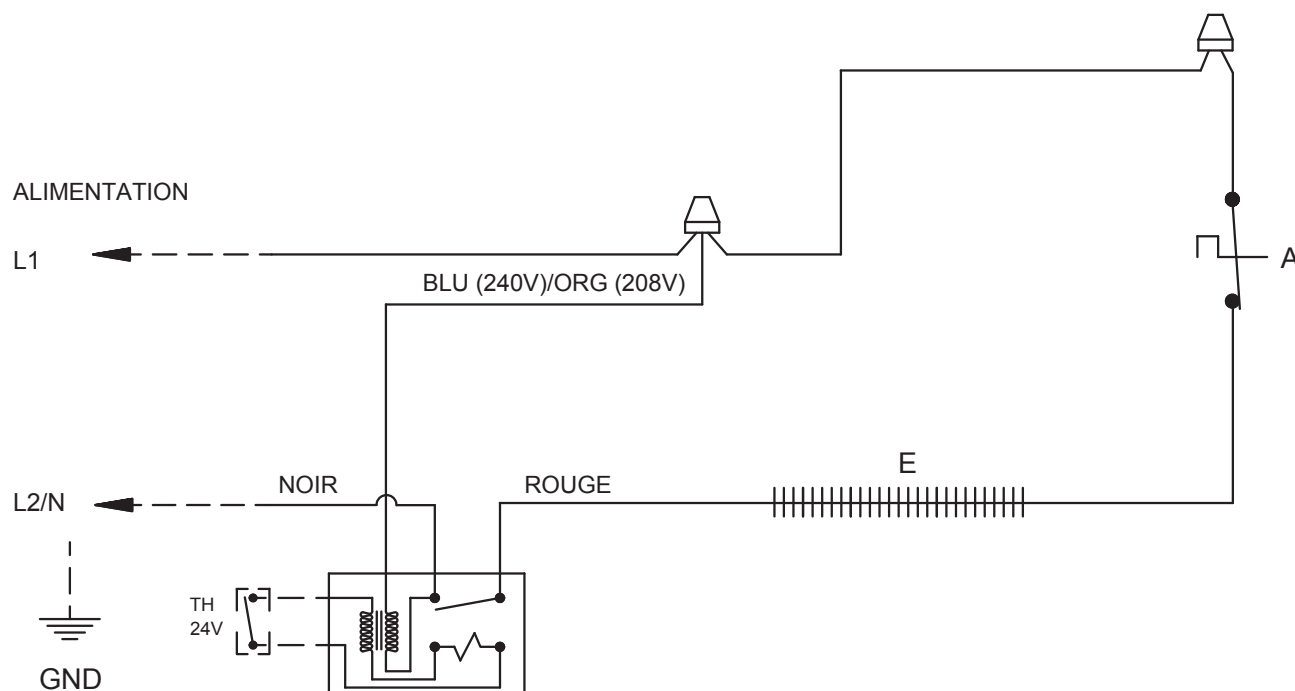 ALIMENTATION
L1
BLU (240V)/ORG (208V)
A
E
L2/N
NOIR
ROUGE
TH
24V
GND